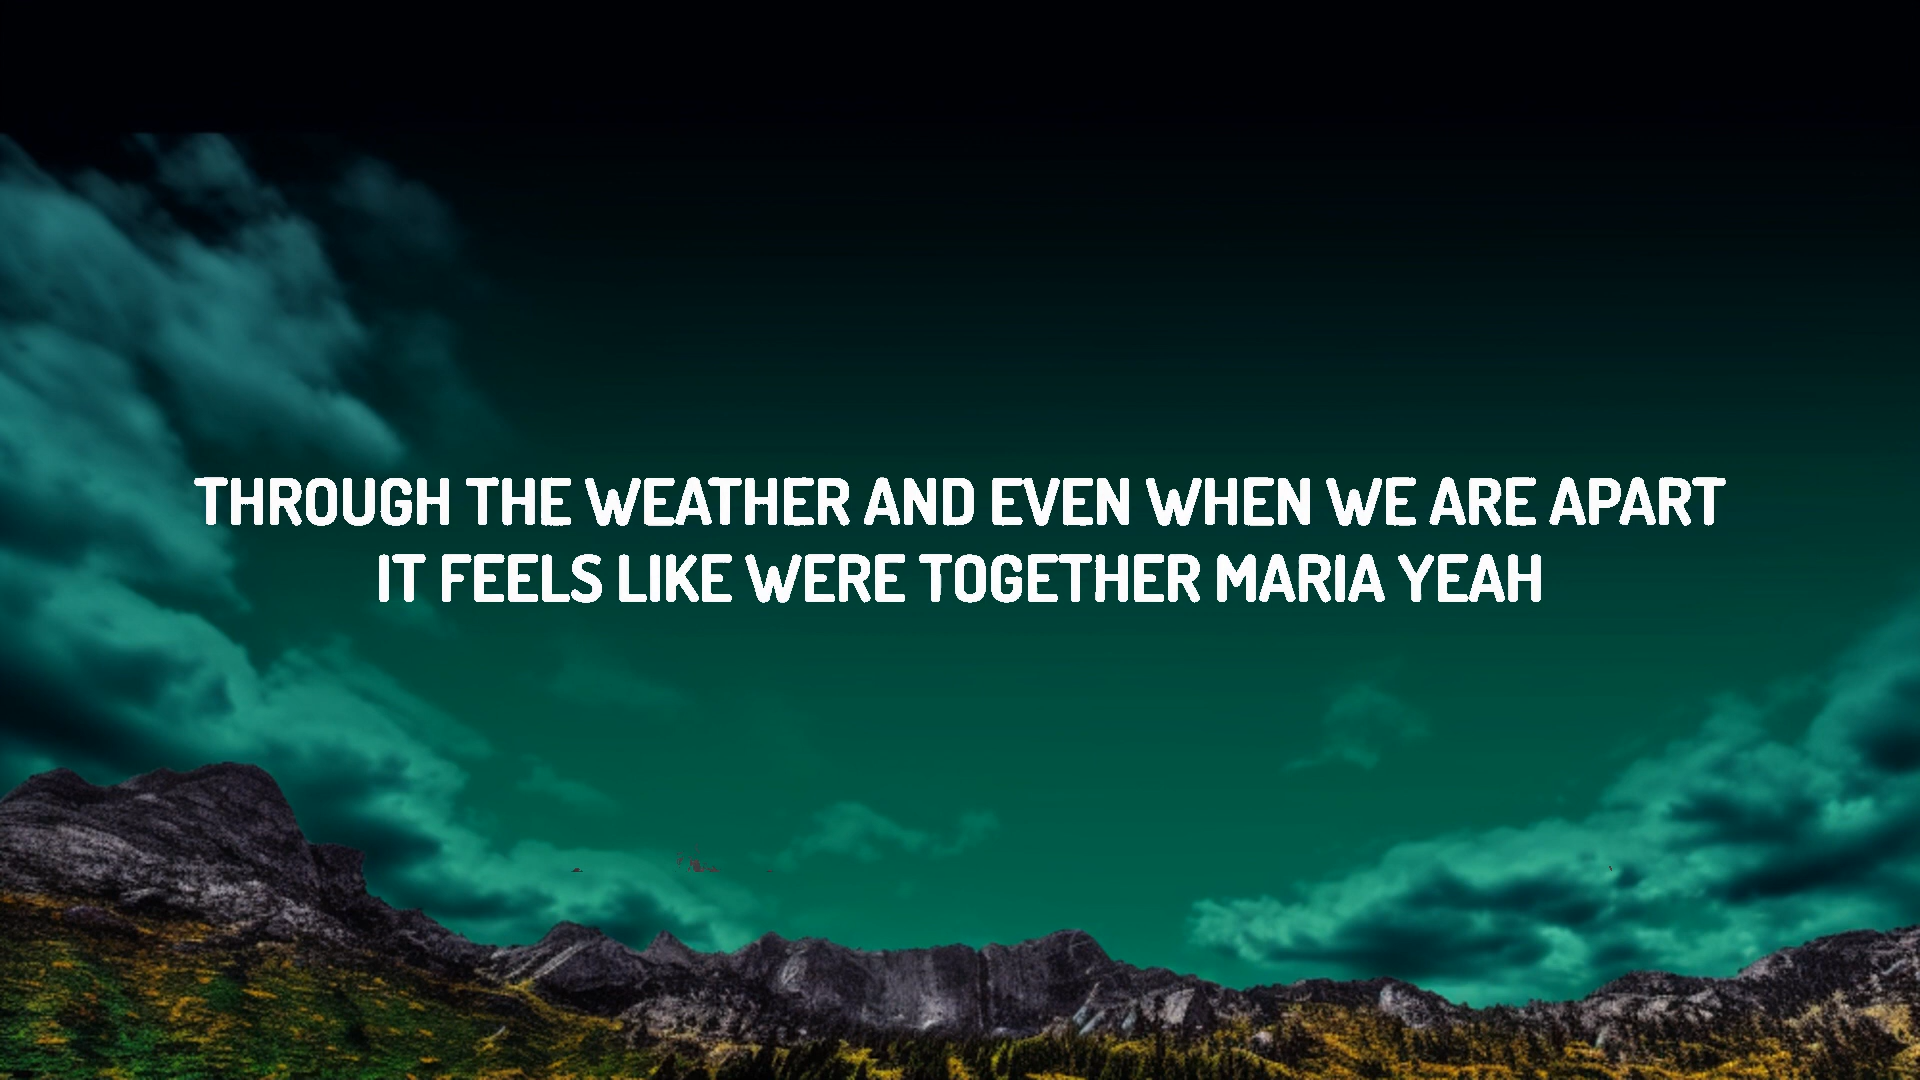 THROUGH THE WEATHER AND EVEN WHEN WE ARE APART
IT FEELS LIKE WERE TOGETHER MARIA YEAH